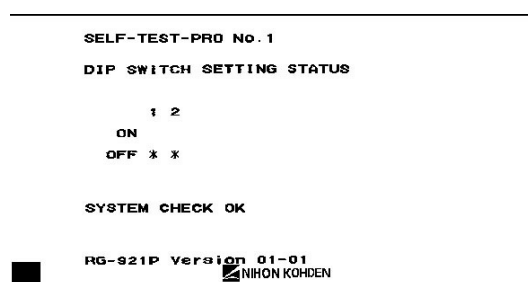 SELF-TEST-PRO No.1
DIP SWITCH SETTING STATUS
1 2
ON
OFF * *
SYSTEM CHECK OK
RG-921P Version 01-01
NIHON KOHDEN